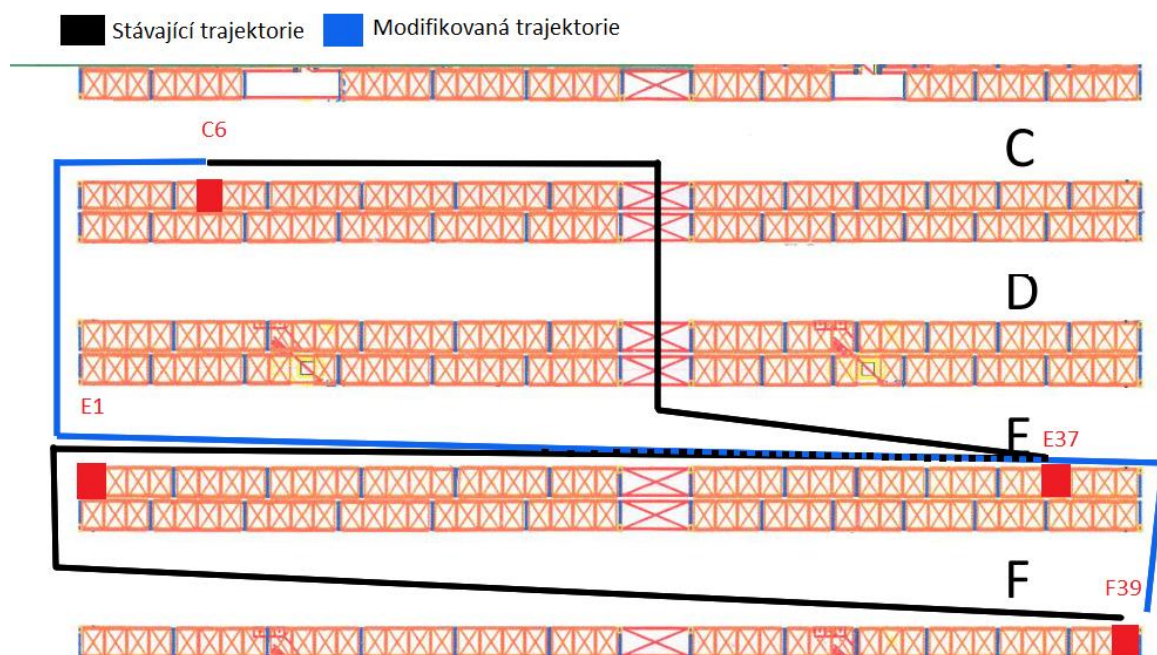 Stávající trajektorie Modifikovaná trajektorie
C6
C
D
E1
E E37
F
F39